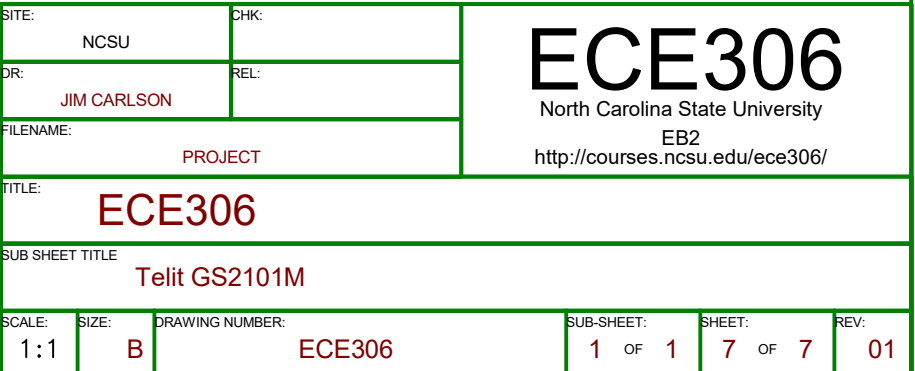 SITE:
NCSU
CHK:
DR:
JIM CARLSON
REL:
FILENAME:
PROJECT
ECE306
North Carolina State University
EB2
http://courses.ncsu.edu/ece306/
TITLE:
ECE306
SUB SHEET TITLE
Telit GS2101M
SCALE:
1:1
SIZE:
B
DRAWING NUMBER:
ECE306
SUB-SHEET:
1 OF 1
SHEET:
7 OF 7
REV:
01